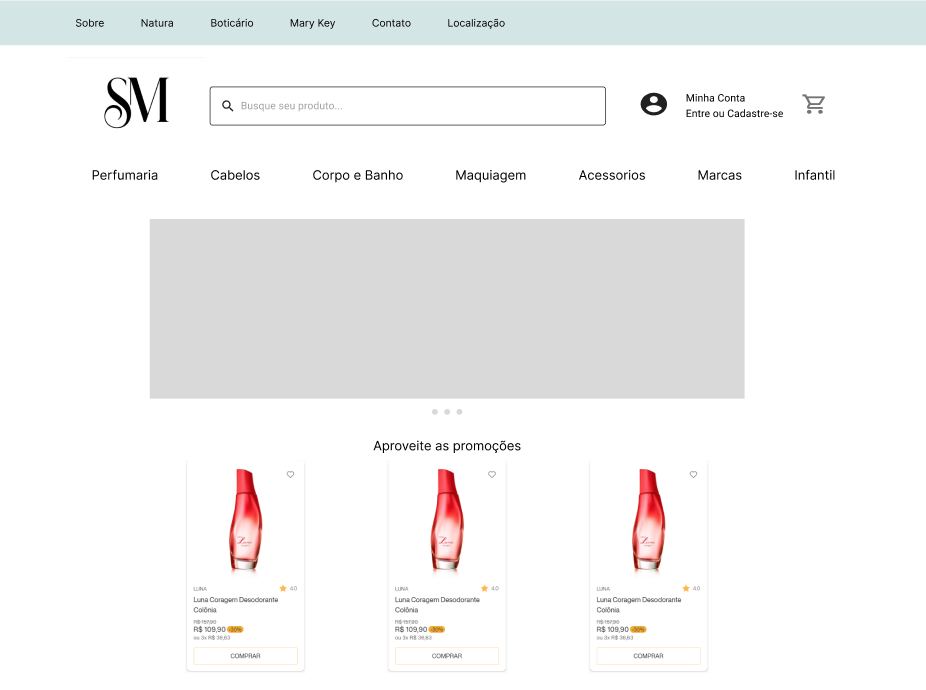 Sobre Natura Boticário Mary Key Contato Localização
SM
Busque seu produto...
Minha Conta
Entre ou Cadastre-se
Perfumaria Cabelos Corpo e Banho Maquiagem Acessorios Marcas Infantil
Aproveite as promoções
LUNA 4.0
Luna Coragem Desodorante
Colônia
R$ 157,90
R$ 109,90 -30%
ou 3x R$ 36,63
COMPRAR
LUNA 4.0
Luna Coragem Desodorante
Colônia
R$ 157,90
R$ 109,90 -30%
ou 3x R$ 36,63
COMPRAR
LUNA 4.0
Luna Coragem Desodorante
Colônia
R$ 157,90
R$ 109,90 -30%
ou 3x R$ 36,63
COMPRAR